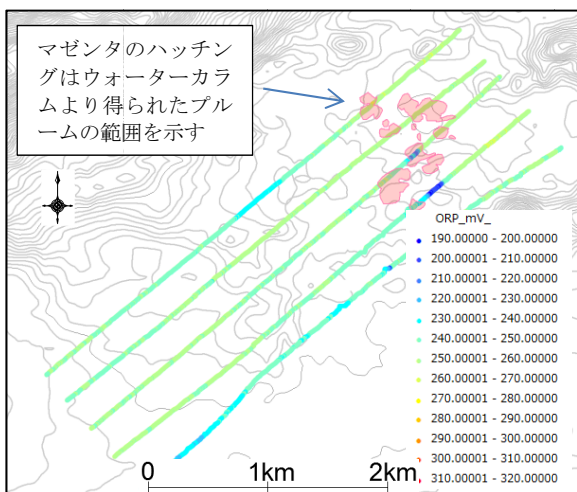 マゼンタのハッチン
グはウォーターカラ
ムより得られたプル
ームの範囲を示す
ORP_mV_
190.00000 - 200.00000
200.00001 - 210.00000
210.00001 - 220.00000
220.00001 - 230.00000
230.00001 - 240.00000
240.00001 - 250.00000
250.00001 - 260.00000
260.00001 - 270.00000
270.00001 - 280.00000
280.00001 - 290.00000
290.00001 - 300.00000
300.00001 - 310.00000
310.00001 - 320.00000
0 1km 2km